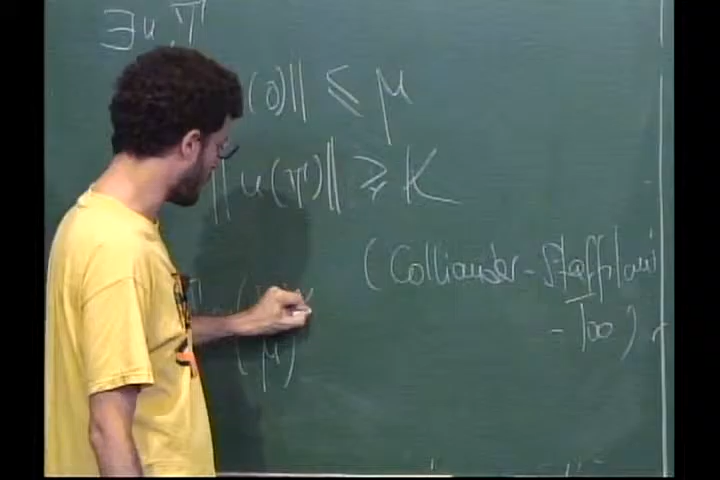 ∃ u, T
(0)‖ ≤ μ
‖ u(T)‖ ≥ K
(Colliander - Staffilani
- Too)
( μ )